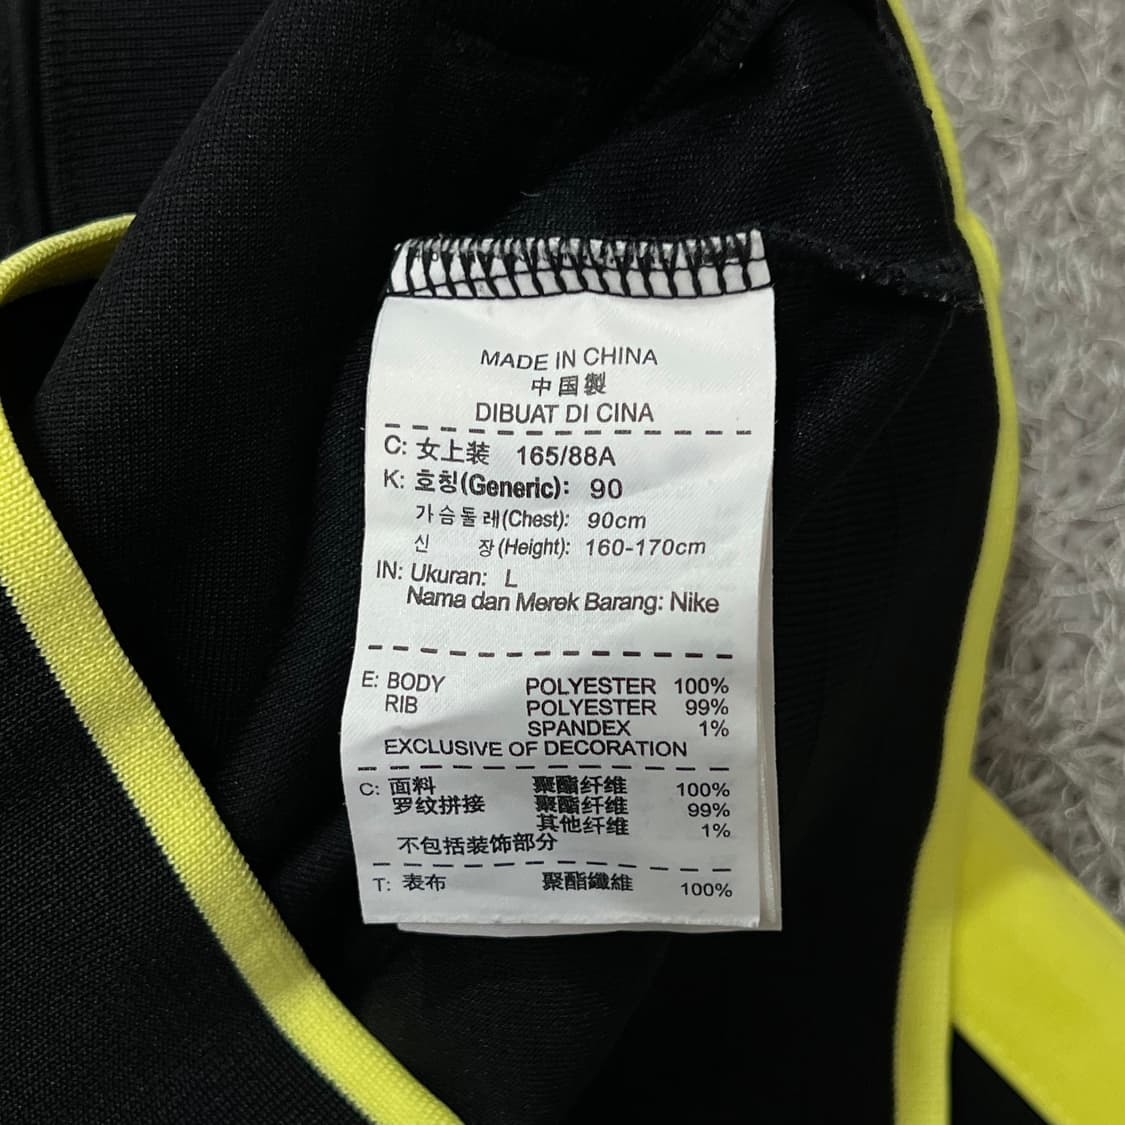 MADE IN CHINA
中国製
DIBUAT DI CINA
C: 女上装 165/88A
K: 호칭(Generic): 90
가슴둘레(Chest): 90cm
신 장(Height): 160-170cm
IN: Ukuran: L
Nama dan Merek Barang: Nike
E: BODY POLYESTER 100%
RIB POLYESTER 99%
SPANDEX 1%
EXCLUSIVE OF DECORATION
C: 面料 聚酯纤维 100%
罗纹拼接 聚酯纤维 99%
其他纤维 1%
不包括装饰部分
T: 表布 聚酯纖維 100%